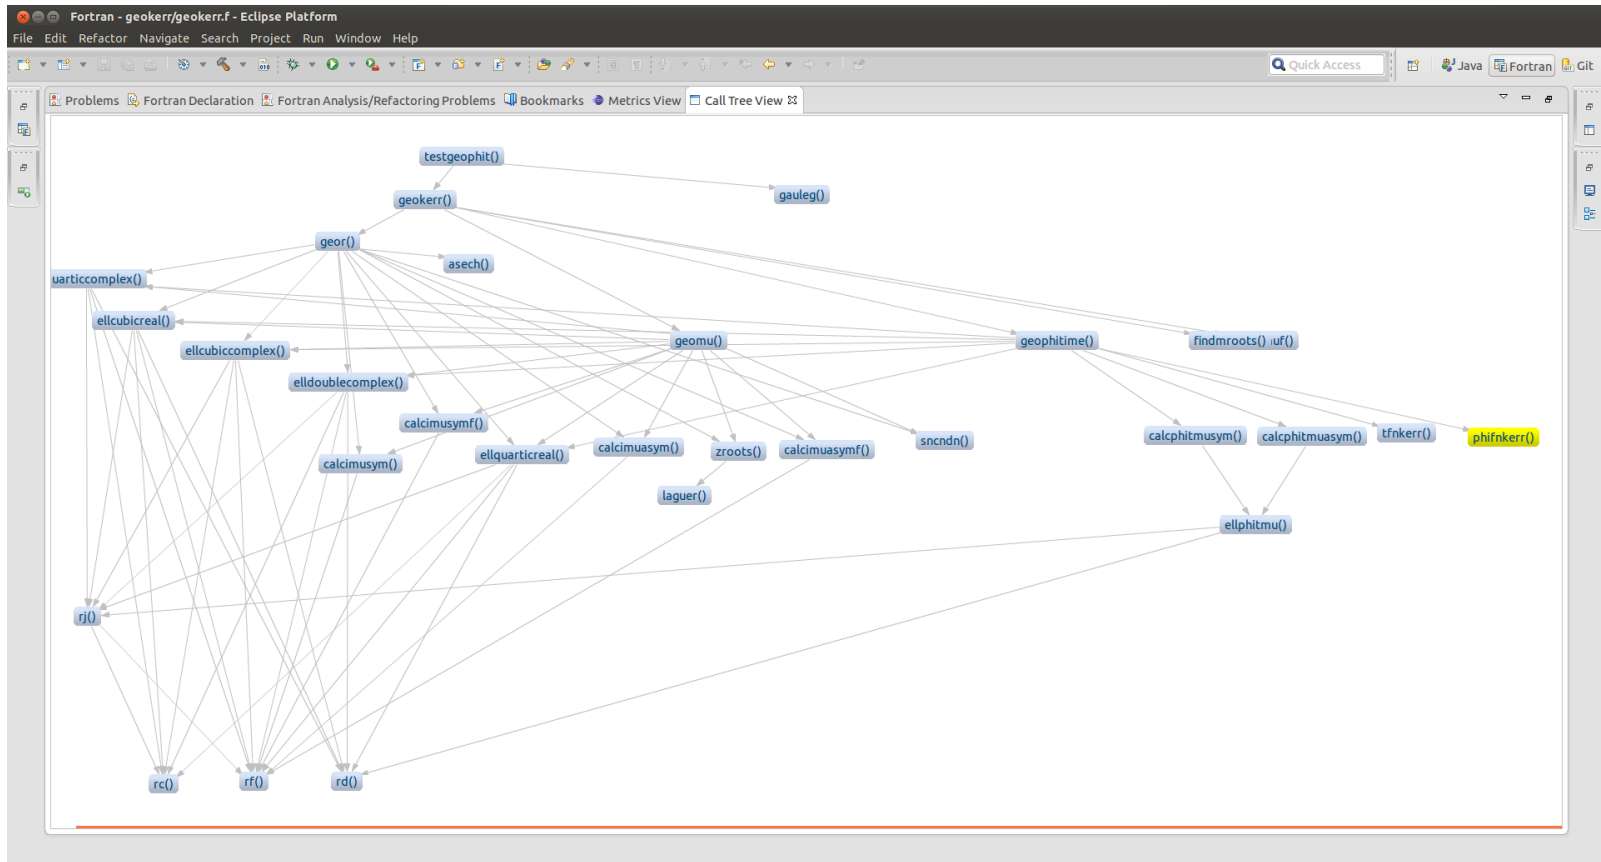 Fortran - geokerr/geokerr.f - Eclipse Platform
File Edit Refactor Navigate Search Project Run Window Help
Quick Access Java Fortran Git
Problems Fortran Declaration Fortran Analysis/Refactoring Problems Bookmarks Metrics View Call Tree View
testgeophit()
gauleg()
geokerr()
geor()
asech()
uarticcomplex()
ellcubicreal()
geomu() geophitime() findmroots() uf()
ellcubiccomplex()
elldoublecomplex()
calcimusymf()
calcphitmusym() calcphitmuasym() tfnkerr() phifnkerr()
sncndn()
calcimuasym() zroots() calcimuasymf()
ellquarticreal()
calcimusym()
laguer()
ellphitmu()
rj()
rc() rf() rd()